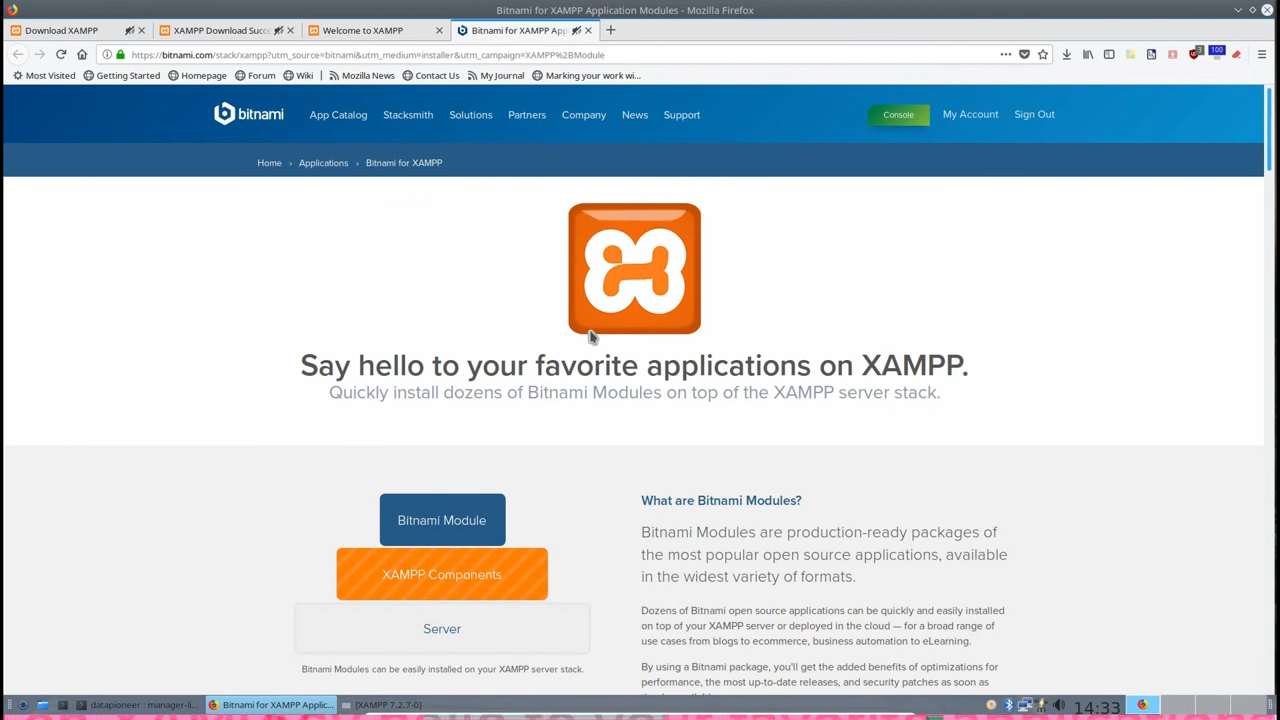 Bitnami for XAMPP Application Modules - Mozilla Firefox
Download XAMPP
XAMPP Download Succe
Welcome to XAMPP
Bitnami for XAMPP App
https://bitnami.com/stack/xampp?utm_source=bitnami&utm_medium=installer&utm_campaign=XAMPP%2BModule
3
100
Most Visited
Getting Started
Homepage
Forum
Wiki
Mozilla News
Contact Us
My Journal
Marking your work wi...
bitnami
App Catalog
Stacksmith
Solutions
Partners
Company
News
Support
Console
My Account
Sign Out
Home › Applications › Bitnami for XAMPP
Say hello to your favorite applications on XAMPP.
Quickly install dozens of Bitnami Modules on top of the XAMPP server stack.
Bitnami Module
XAMPP Components
Server
Bitnami Modules can be easily installed on your XAMPP server stack.
What are Bitnami Modules?
Bitnami Modules are production-ready packages of
the most popular open source applications, available
in the widest variety of formats.
Dozens of Bitnami open source applications can be quickly and easily installed
on top of your XAMPP server or deployed in the cloud — for a broad range of
use cases from blogs to ecommerce, business automation to eLearning.
By using a Bitnami package, you'll get the added benefits of optimizations for
performance, the most up-to-date releases, and security patches as soon as
datapioneer : manager-li...
Bitnami for XAMPP Applic...
[XAMPP 7.2.7-0]
14:33